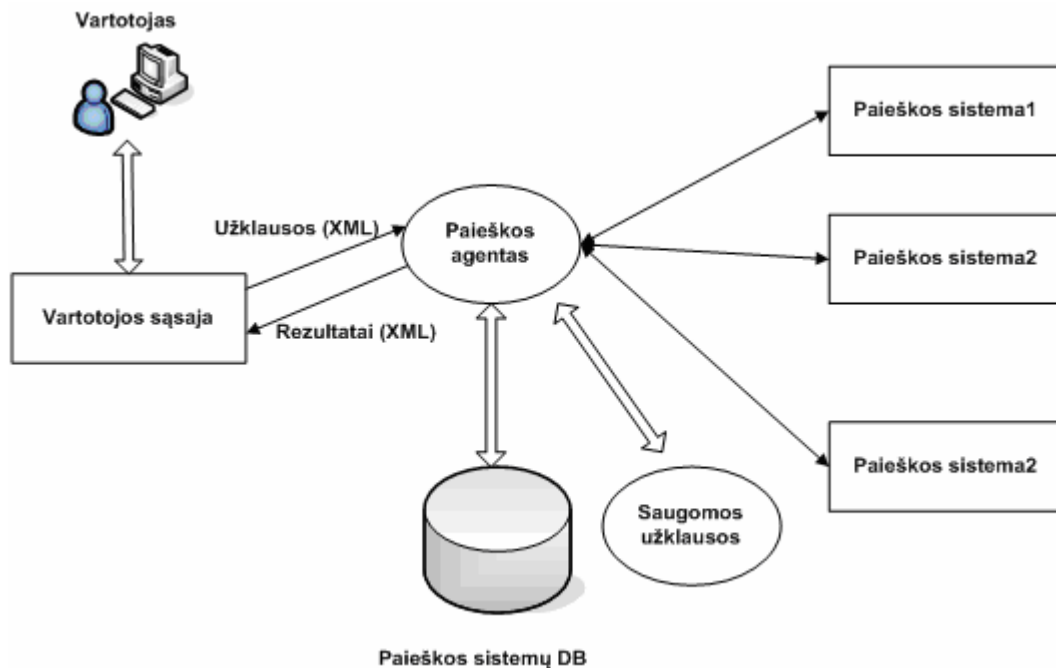 Vartotojas
Paieškos sistema1
Užklausos (XML)
Paieškos
agentas
Paieškos sistema2
Vartotojos sąsaja
Rezultatai (XML)
Paieškos sistema2
Saugomos
užklausos
Paieškos sistemų DB